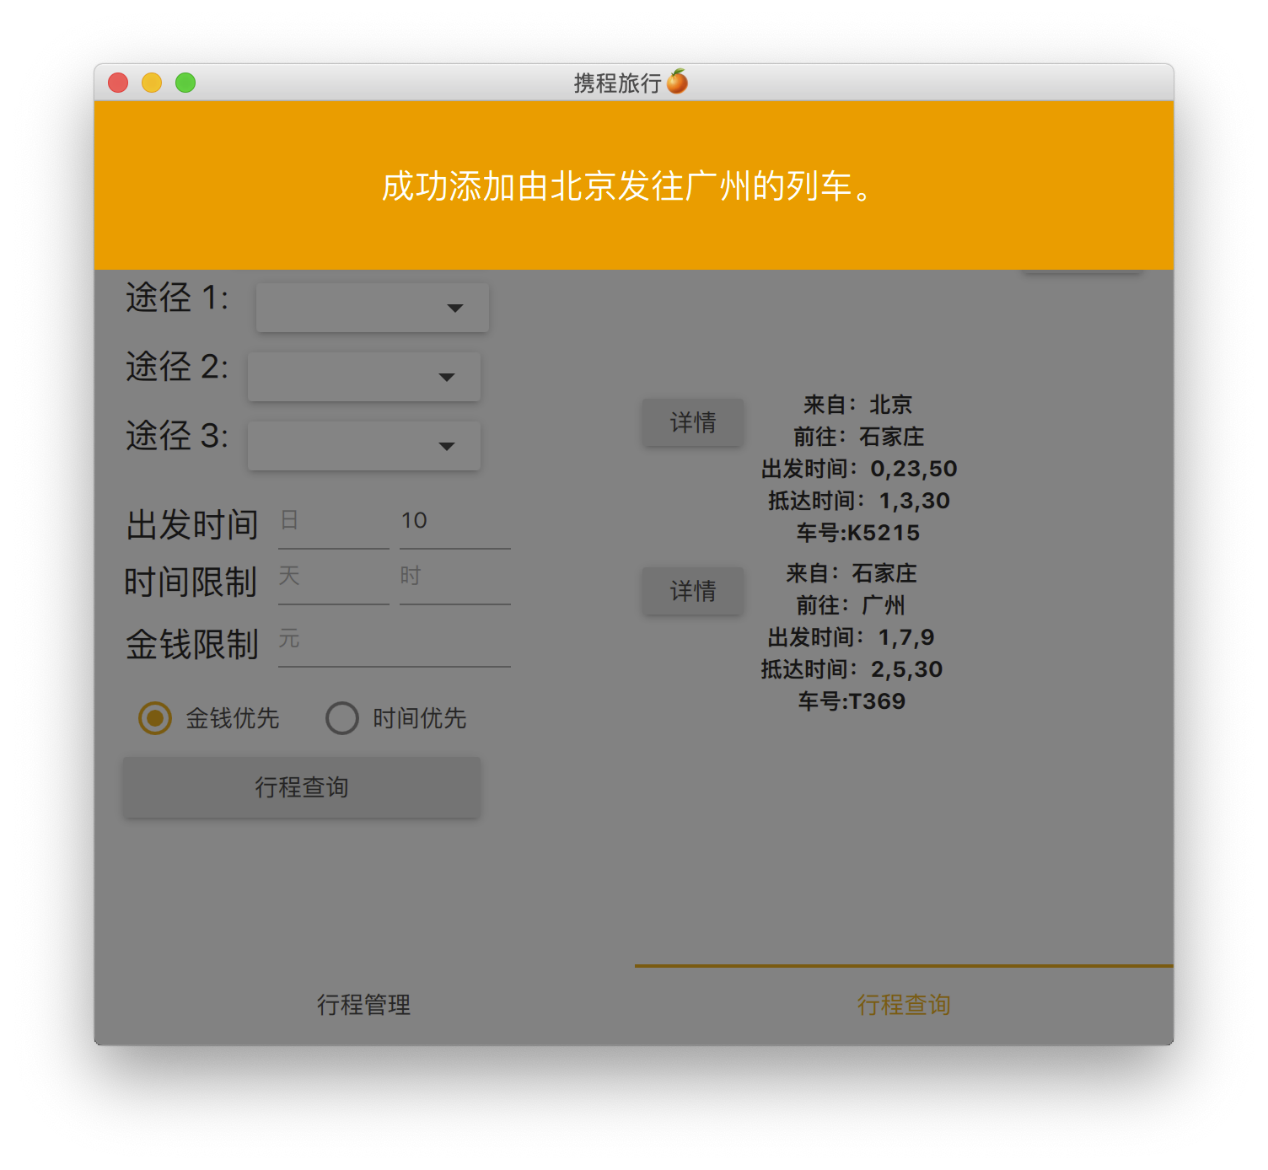 携程旅行
成功添加由北京发往广州的列车。
途径 1:
途径 2:
途径 3:
出发时间 日 10
时间限制 天 时
金钱限制 元
金钱优先 时间优先
行程查询
详情
来自：北京
前往：石家庄
出发时间：0,23,50
抵达时间：1,3,30
车号:K5215
详情
来自：石家庄
前往：广州
出发时间：1,7,9
抵达时间：2,5,30
车号:T369
行程管理
行程查询